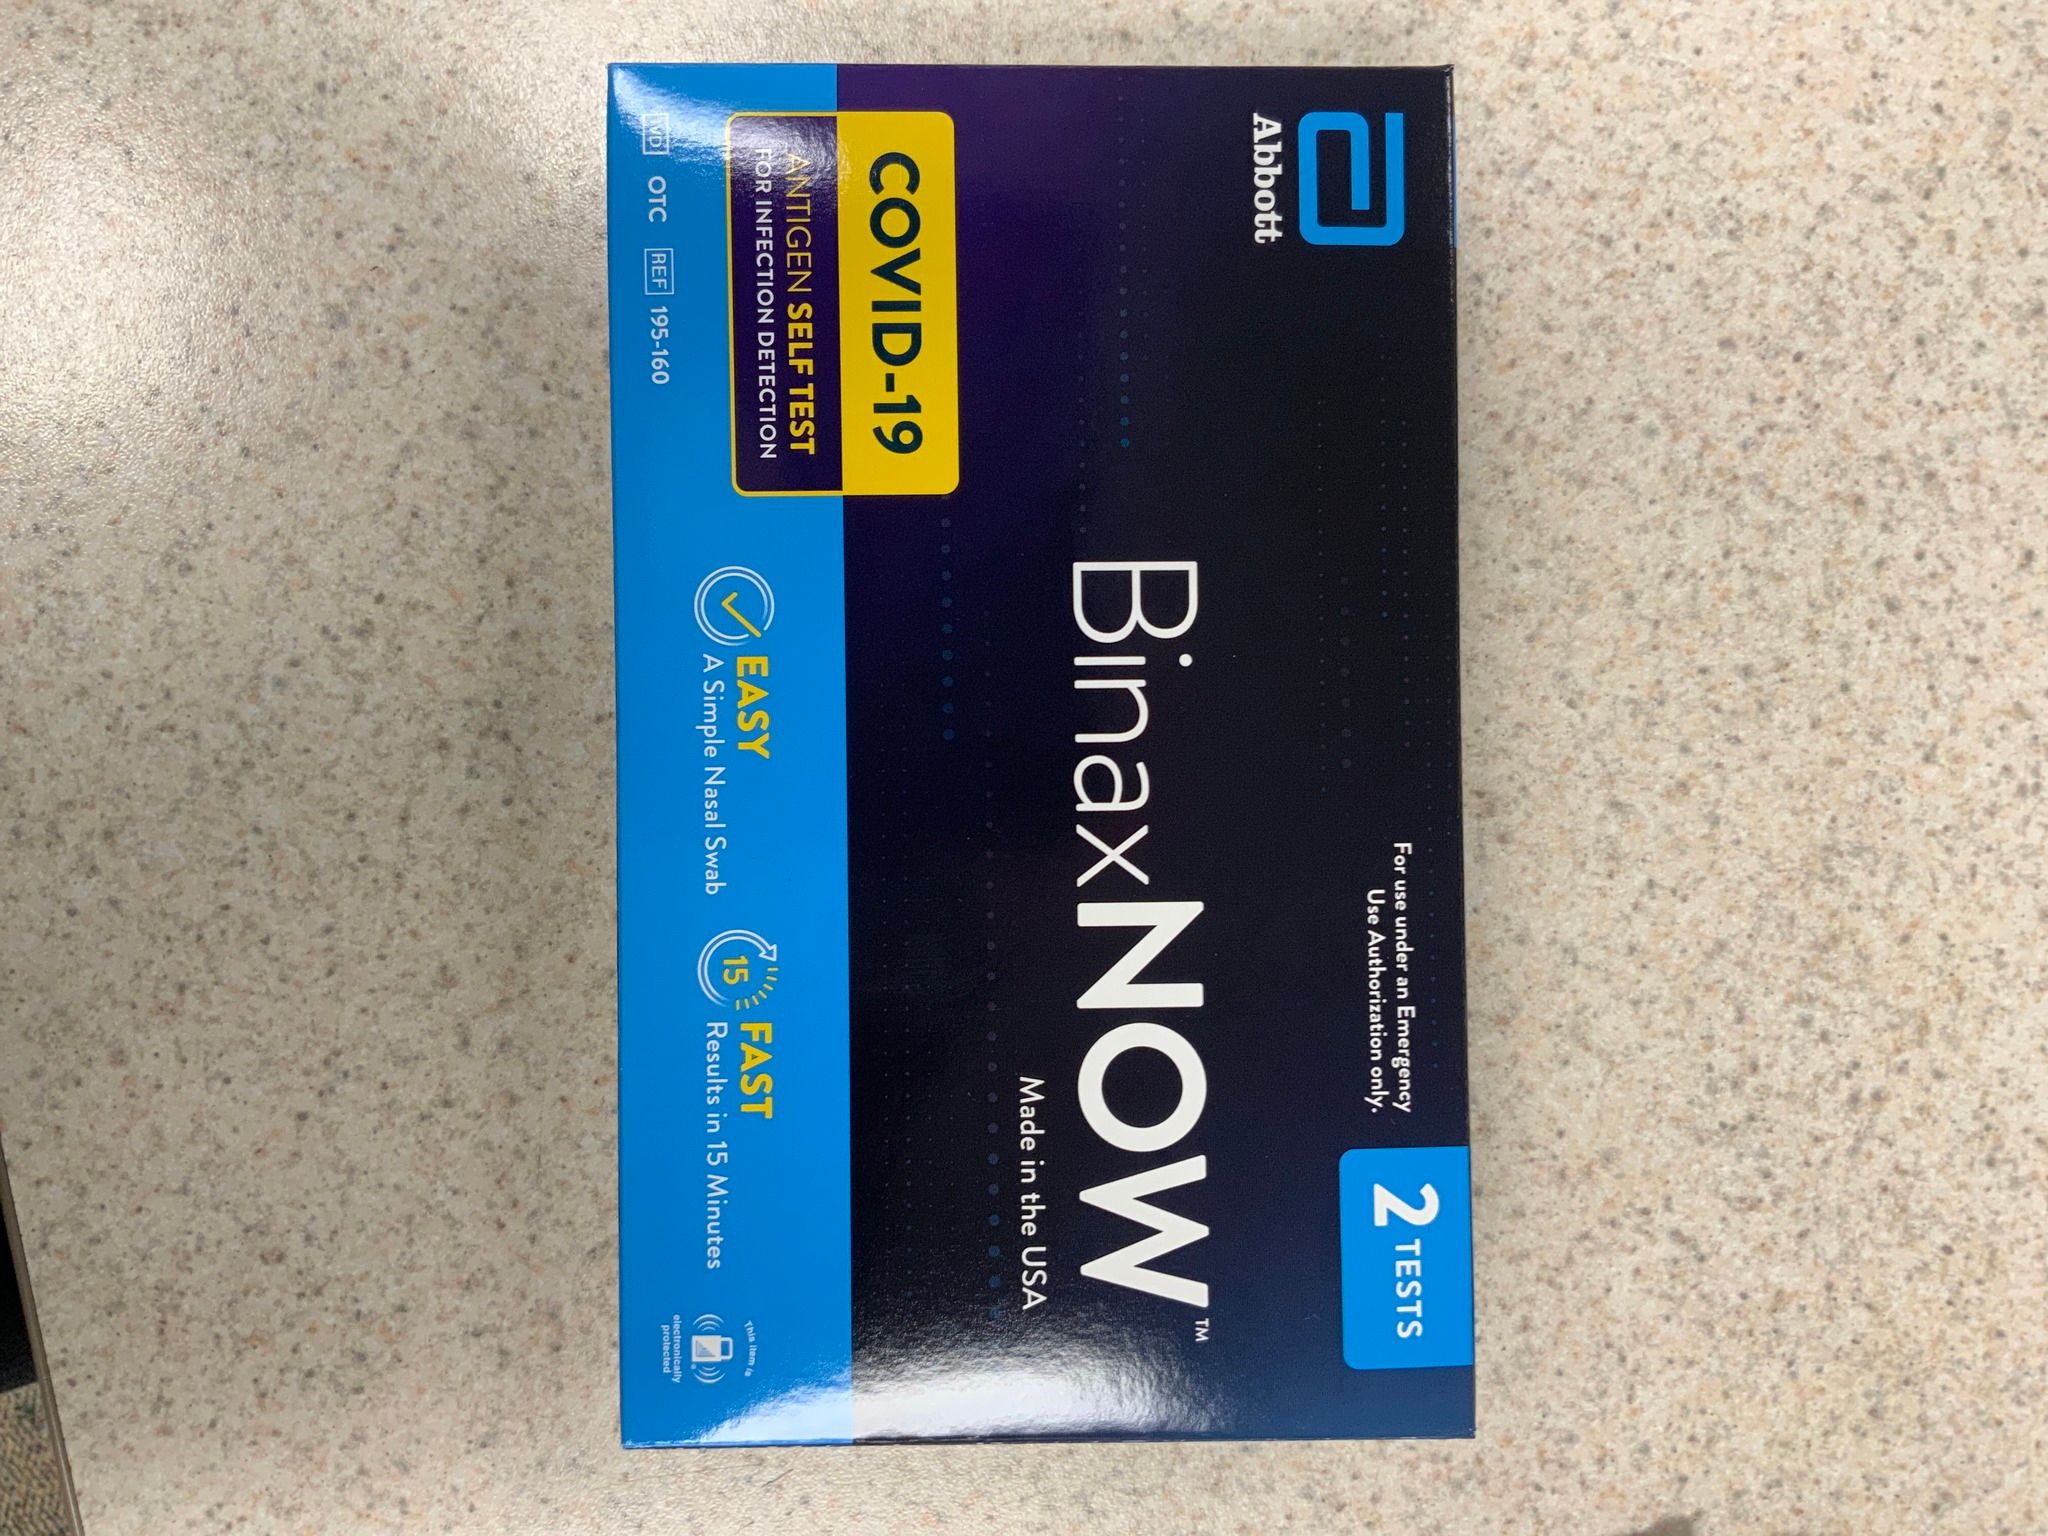 Abbott
For use under an Emergency
Use Authorization only.
2 TESTS
BinaxNOW™
Made in the USA
COVID-19
ANTIGEN SELF TEST
FOR INFECTION DETECTION
EASY
A Simple Nasal Swab
15
FAST
Results in 15 Minutes
This item is
electronically
protected
IVD OTC REF 195-160